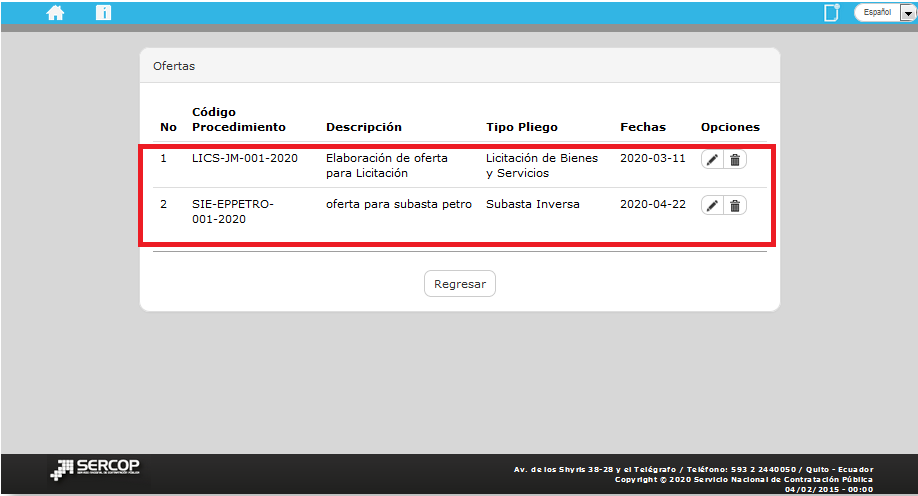 Español
Ofertas
No Código Procedimiento Descripción Tipo Pliego Fechas Opciones
1 LICS-JM-001-2020 Elaboración de oferta para Licitación Licitación de Bienes y Servicios 2020-03-11
2 SIE-EPPETRO-001-2020 oferta para subasta petro Subasta Inversa 2020-04-22
Regresar
SERCOP
Av. de los Shyris 38-28 y el Telégrafo / Teléfono: 593 2 2440050 / Quito - Ecuador
Copyright © 2020 Servicio Nacional de Contratación Pública
04/02/2015 - 00:00